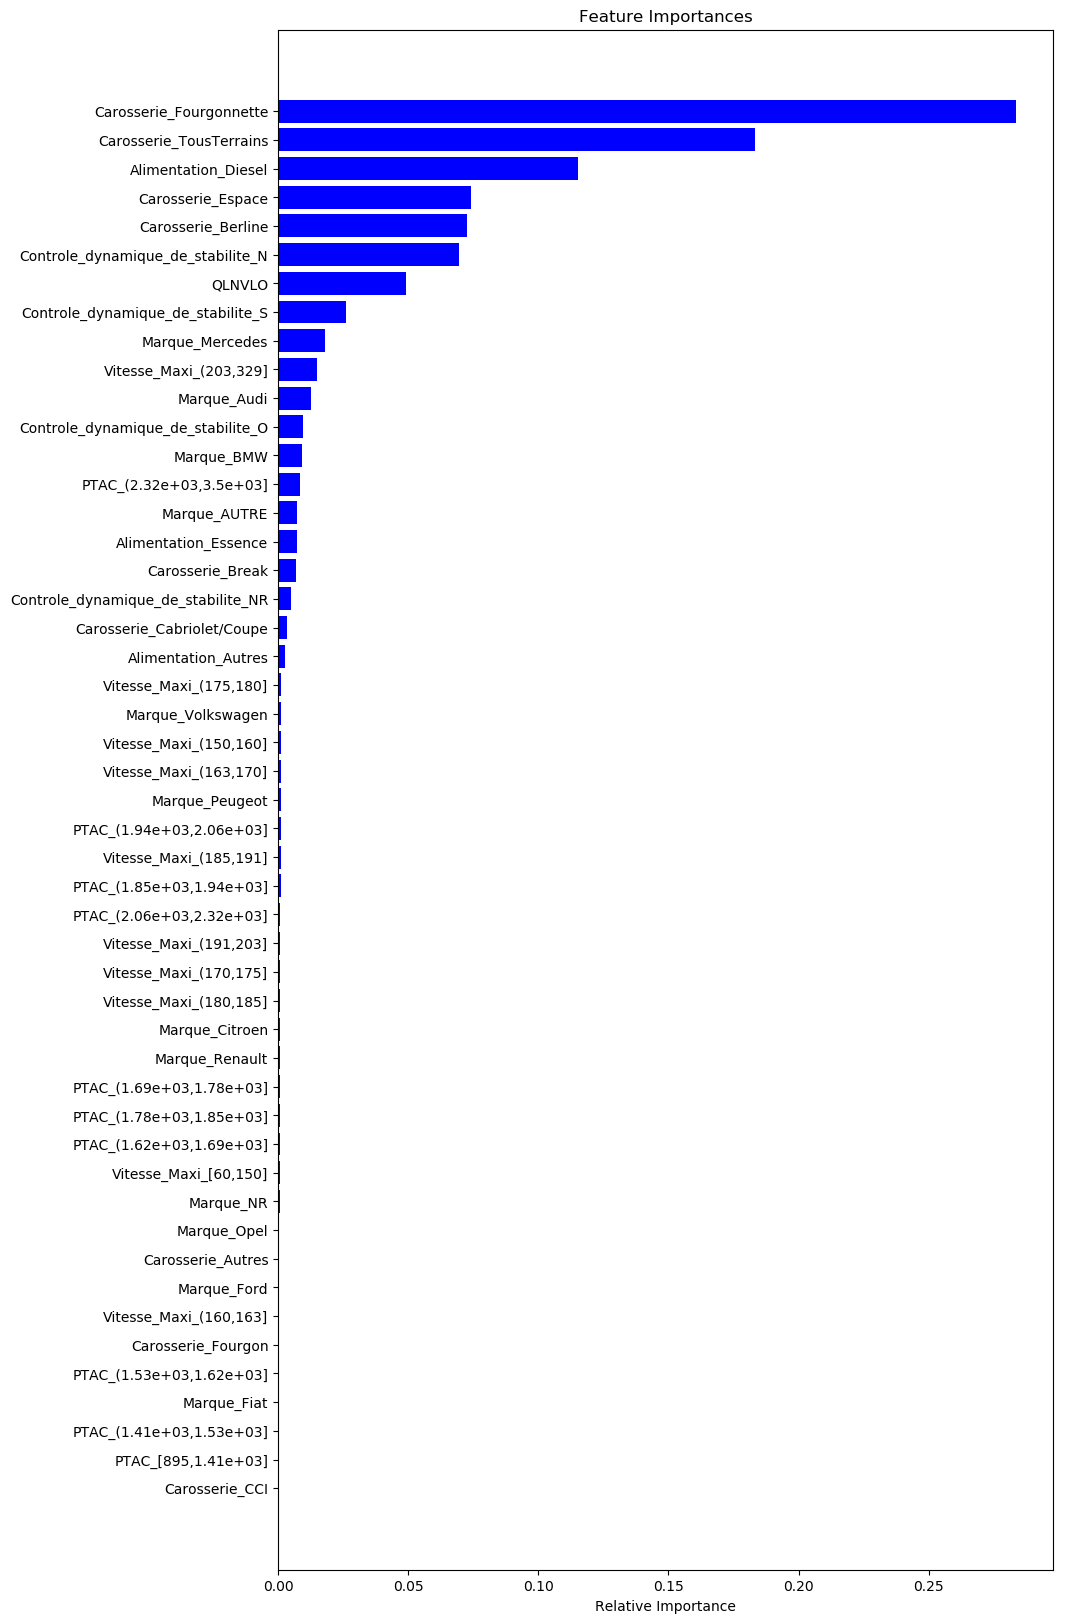 Feature Importances
Carosserie_Fourgonnette
Carosserie_TousTerrains
Alimentation_Diesel
Carosserie_Espace
Carosserie_Berline
Controle_dynamique_de_stabilite_N
QLNVLO
Controle_dynamique_de_stabilite_S
Marque_Mercedes
Vitesse_Maxi_(203,329]
Marque_Audi
Controle_dynamique_de_stabilite_O
Marque_BMW
PTAC_(2.32e+03,3.5e+03]
Marque_AUTRE
Alimentation_Essence
Carosserie_Break
Controle_dynamique_de_stabilite_NR
Carosserie_Cabriolet/Coupe
Alimentation_Autres
Vitesse_Maxi_(175,180]
Marque_Volkswagen
Vitesse_Maxi_(150,160]
Vitesse_Maxi_(163,170]
Marque_Peugeot
PTAC_(1.94e+03,2.06e+03]
Vitesse_Maxi_(185,191]
PTAC_(1.85e+03,1.94e+03]
PTAC_(2.06e+03,2.32e+03]
Vitesse_Maxi_(191,203]
Vitesse_Maxi_(170,175]
Vitesse_Maxi_(180,185]
Marque_Citroen
Marque_Renault
PTAC_(1.69e+03,1.78e+03]
PTAC_(1.78e+03,1.85e+03]
PTAC_(1.62e+03,1.69e+03]
Vitesse_Maxi_[60,150]
Marque_NR
Marque_Opel
Carosserie_Autres
Marque_Ford
Vitesse_Maxi_(160,163]
Carosserie_Fourgon
PTAC_(1.53e+03,1.62e+03]
Marque_Fiat
PTAC_(1.41e+03,1.53e+03]
PTAC_[895,1.41e+03]
Carosserie_CCI
0.00 0.05 0.10 0.15 0.20 0.25
Relative Importance